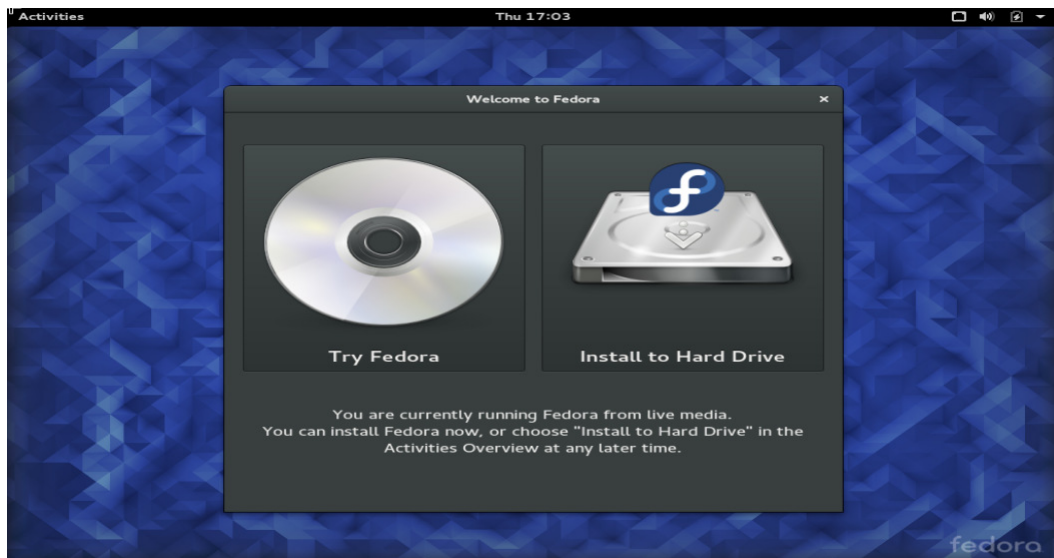 Activities Thu 17:03
Welcome to Fedora
Try Fedora Install to Hard Drive
You are currently running Fedora from live media.
You can install Fedora now, or choose "Install to Hard Drive" in the
Activities Overview at any later time.
fedora